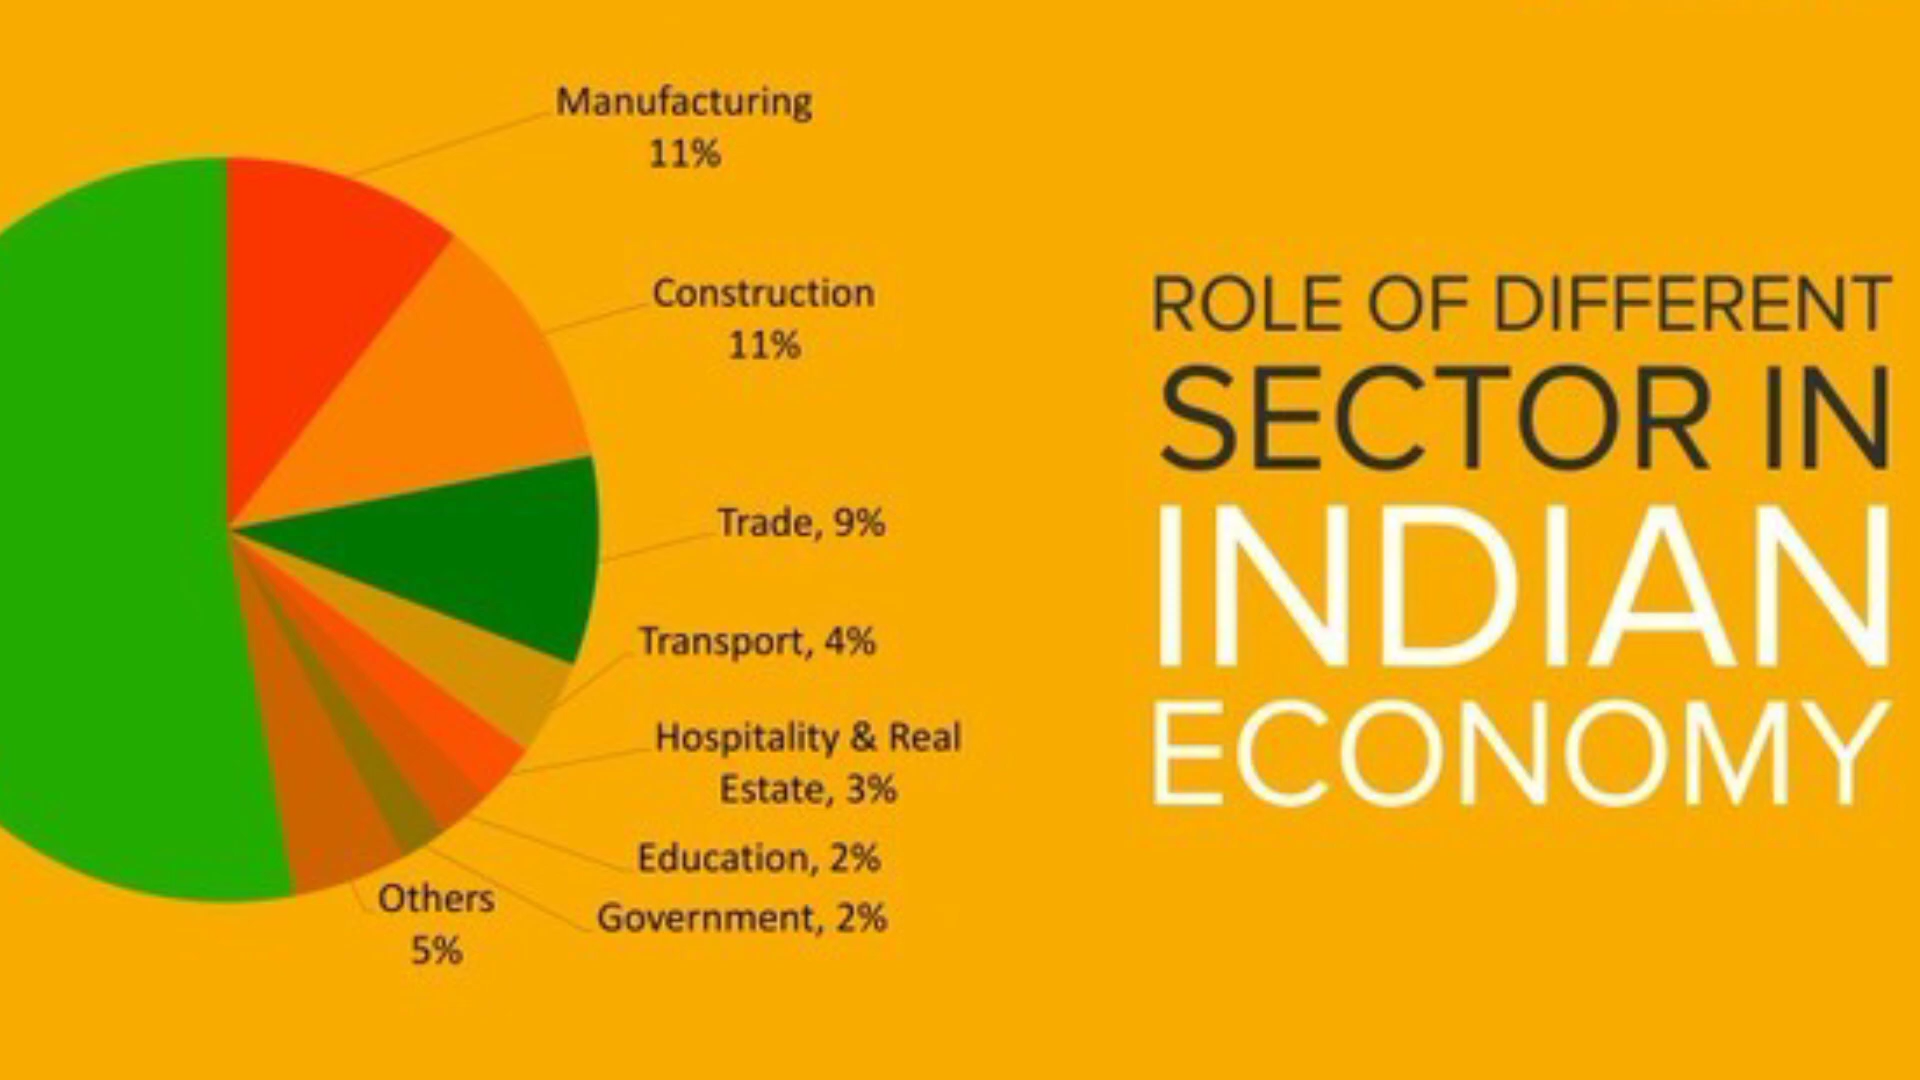 Manufacturing
11%
Construction
11%
Trade, 9%
Transport, 4%
Hospitality & Real
Estate, 3%
Education, 2%
Government, 2%
Others
5%
ROLE OF DIFFERENT
SECTOR IN
INDIAN
ECONOMY